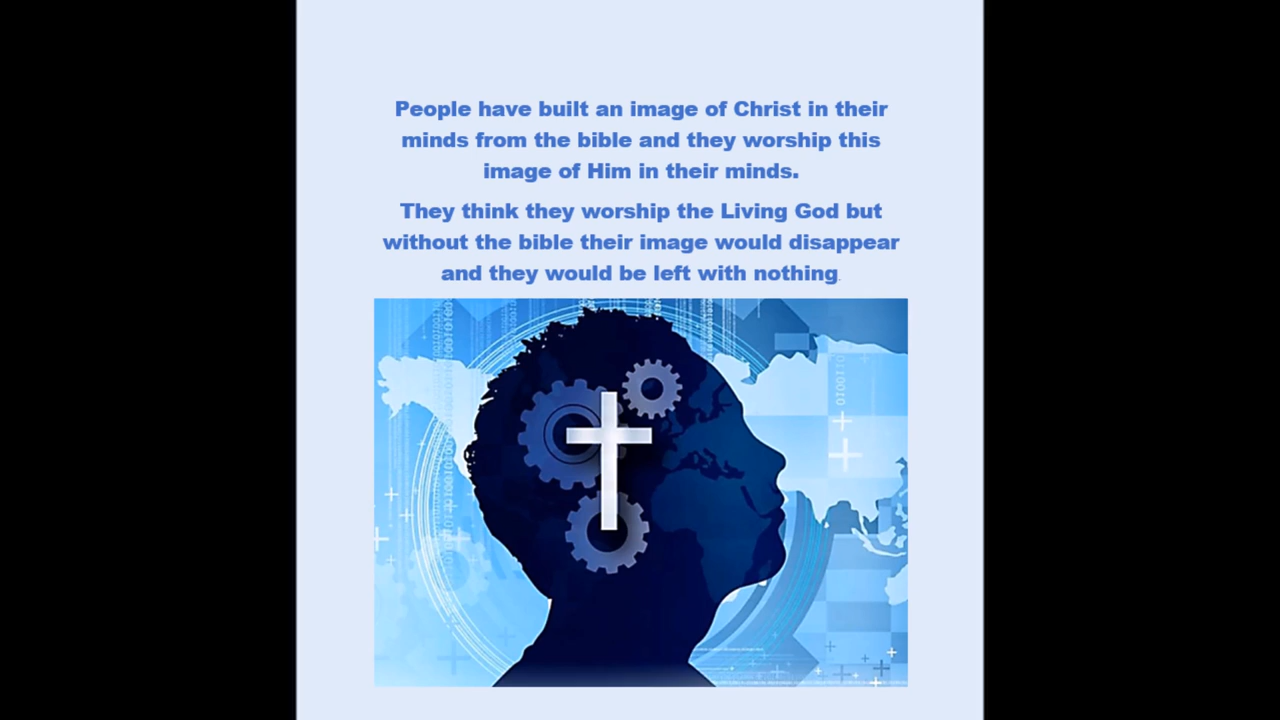 People have built an image of Christ in their
minds from the bible and they worship this
image of Him in their minds.
They think they worship the Living God but
without the bible their image would disappear
and they would be left with nothing.